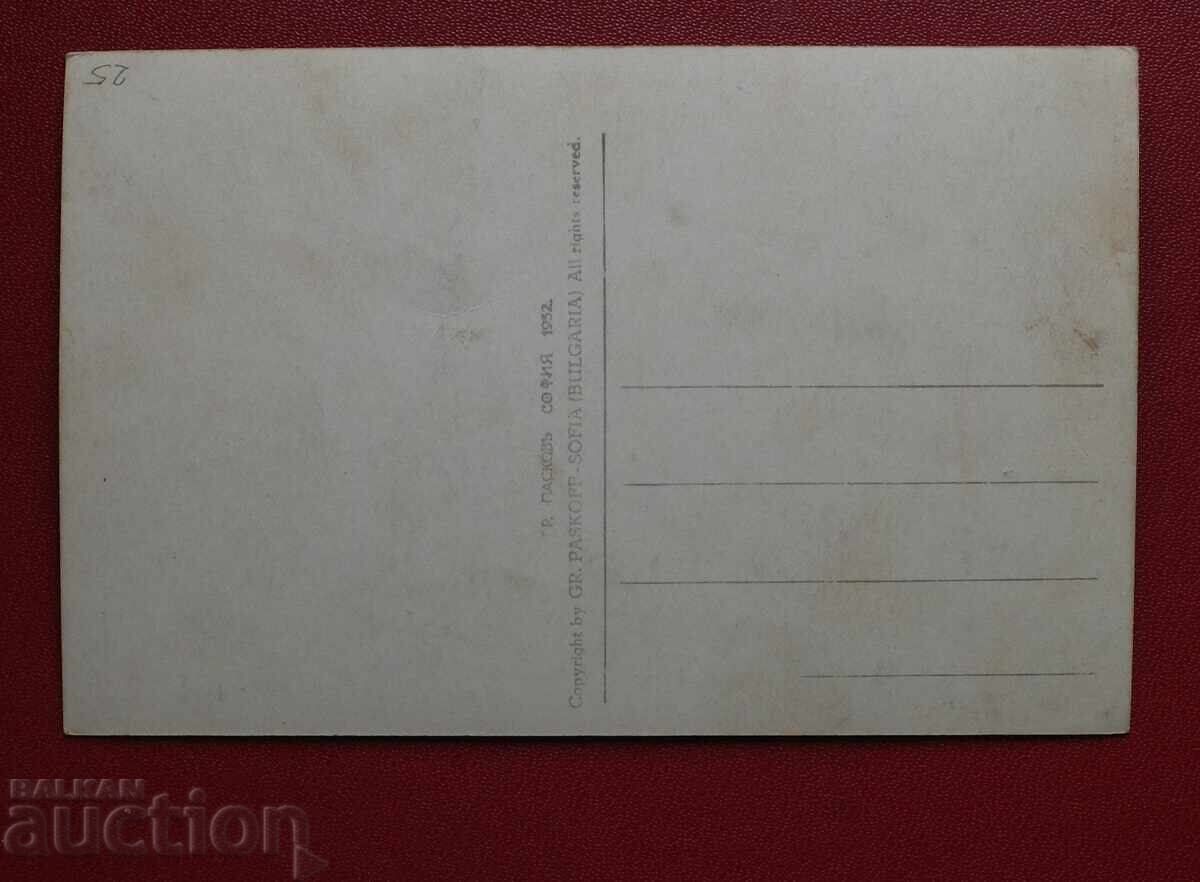 25
ГР. ПАСКОВЪ СОФИЯ 1932.
Copyright by GR. PASKOFF-SOFIA (BULGARIA) All rights reserved.
BALKAN
auction